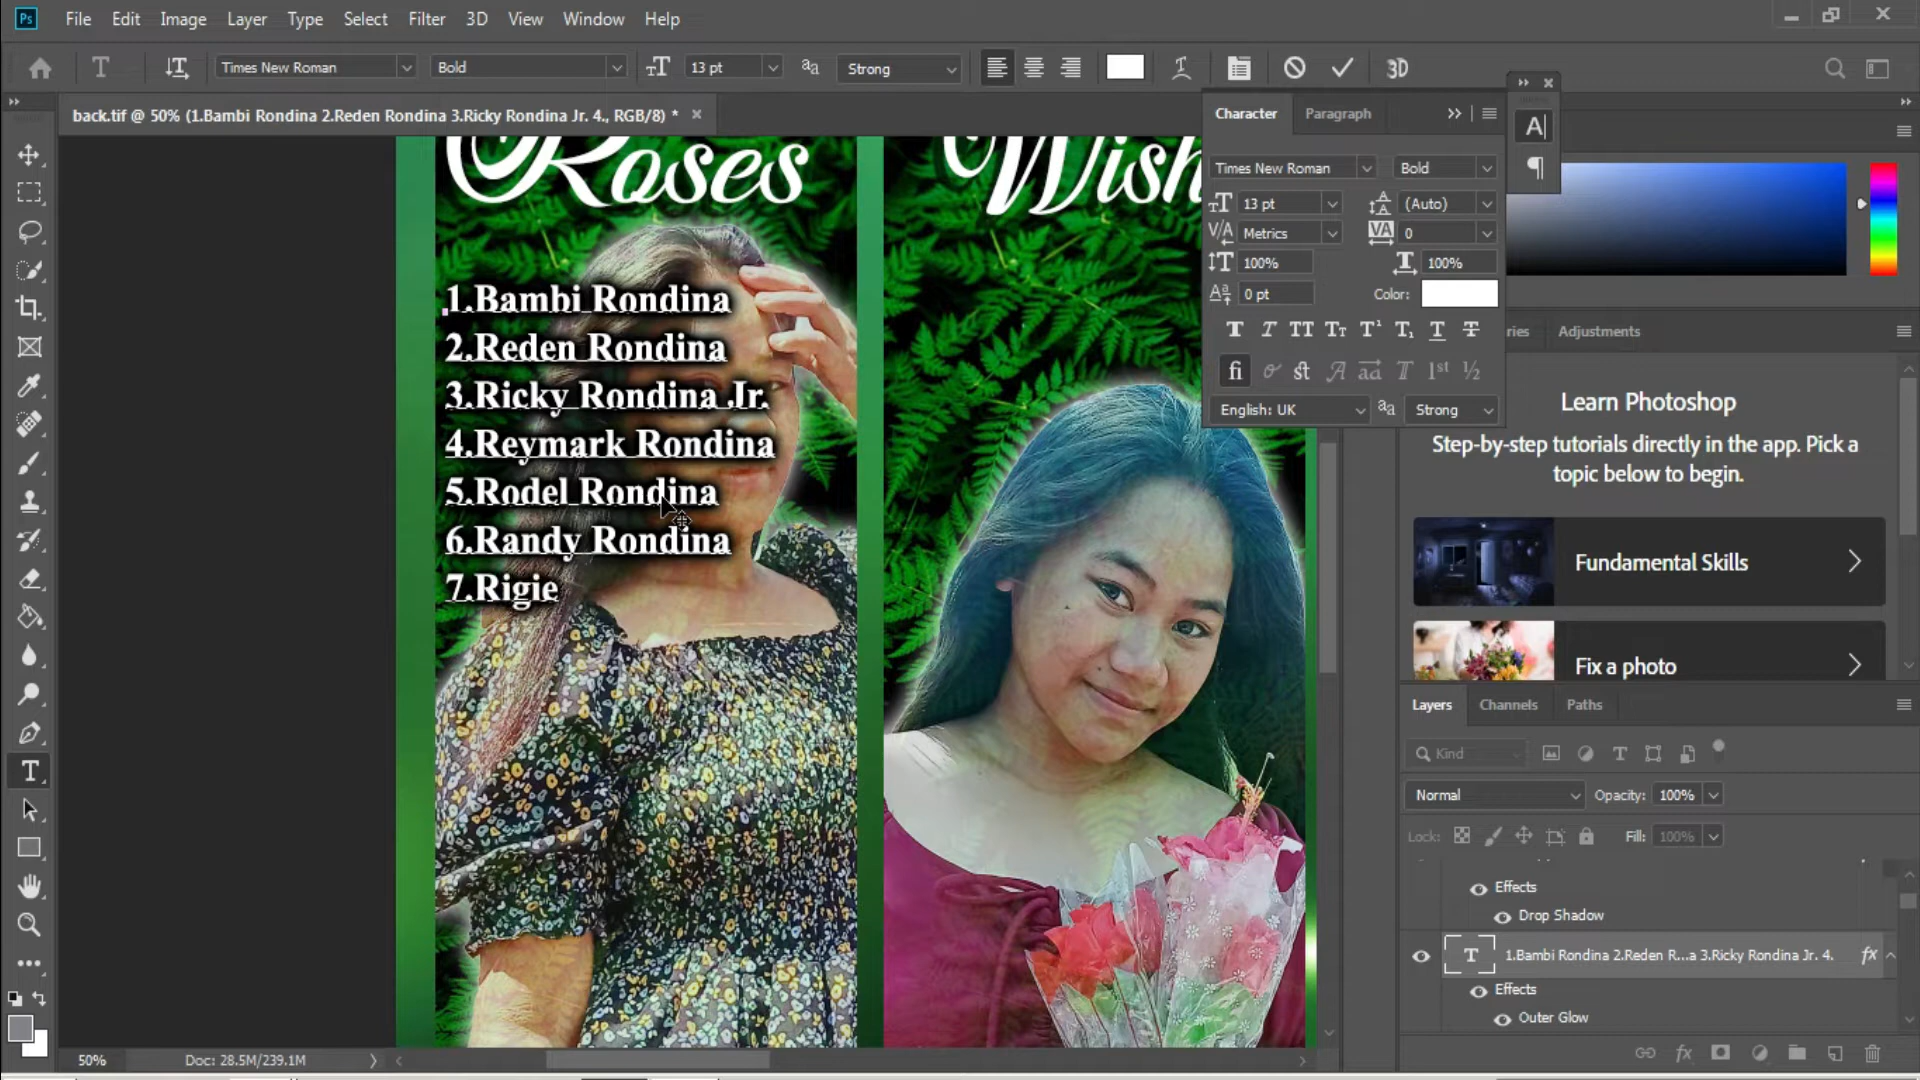 Ps File Edit Image Layer Type Select Filter 3D View Window Help
T Times New Roman Bold 13 pt aa Strong 3D
back.tif @ 50% (1.Bambi Rondina 2.Reden Rondina 3.Ricky Rondina Jr. 4., RGB/8) *
Roses
Wish
1.Bambi Rondina
2.Reden Rondina
3.Ricky Rondina Jr.
4.Reymark Rondina
5.Rodel Rondina
6.Randy Rondina
7.Rigie
Character Paragraph
Times New Roman Bold
13 pt (Auto)
Metrics 0
100% 100%
0 pt Color:
English: UK aa Strong
ries Adjustments
Learn Photoshop
Step-by-step tutorials directly in the app. Pick a
topic below to begin.
Fundamental Skills
Fix a photo
Layers Channels Paths
Kind
Normal Opacity: 100%
Lock: Fill: 100%
Effects
Drop Shadow
T 1.Bambi Rondina 2.Reden R...a 3.Ricky Rondina Jr. 4. fx
Effects
Outer Glow
50% Doc: 28.5M/239.1M